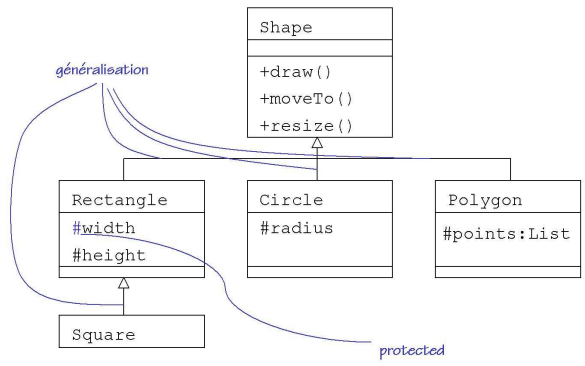 Shape
généralisation
+draw()
+moveTo()
+resize()
Rectangle
Circle
Polygon
#width
#radius
#points:List
#height
Square
protected